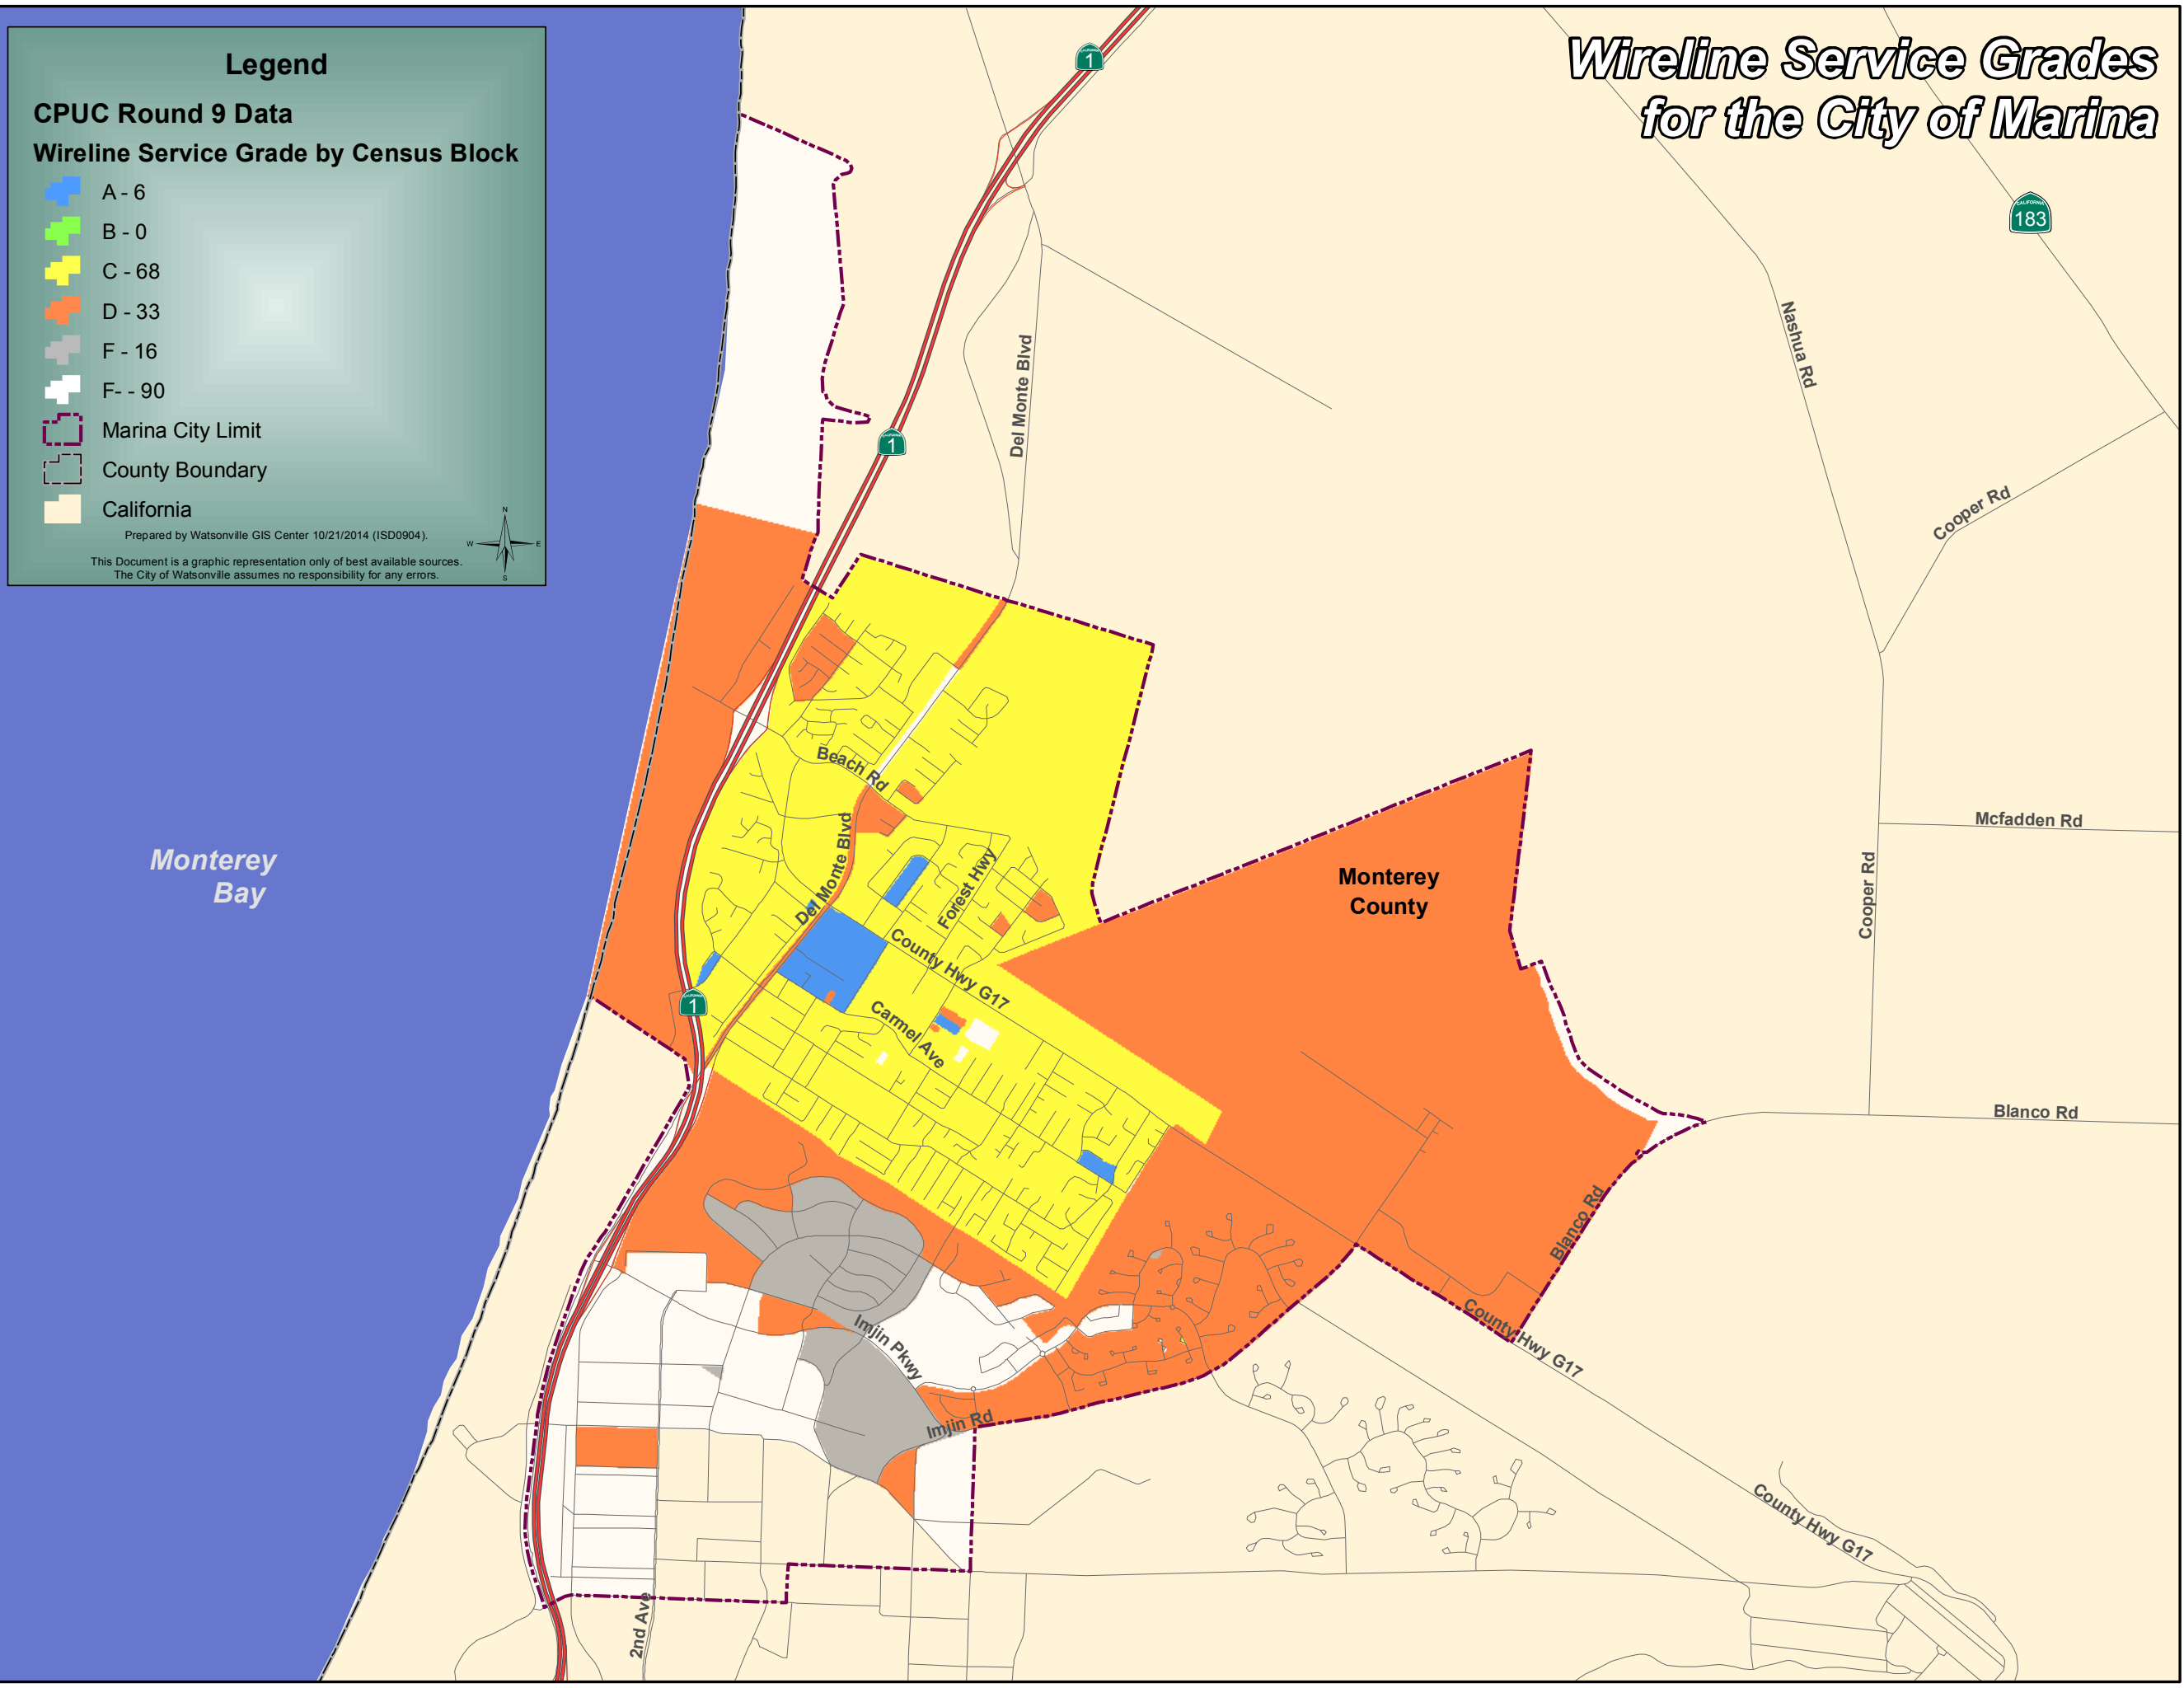 Wireline Service Grades
for the City of Marina
Legend
CPUC Round 9 Data
Wireline Service Grade by Census Block
A - 6
B - 0
C - 68
D - 33
F - 16
F- - 90
Marina City Limit
County Boundary
California
Prepared by Watsonville GIS Center 10/21/2014 (ISD0904).
This Document is a graphic representation only of best available sources.
The City of Watsonville assumes no responsibility for any errors.
N
W
E
S
CALIFORNIA
1
CALIFORNIA
183
Nashua Rd
Del Monte Blvd
CALIFORNIA
1
Cooper Rd
Beach Rd
Mcfadden Rd
Monterey
Bay
Del Monte Blvd
Forest Hwy
Monterey
County
Cooper Rd
County Hwy G17
CALIFORNIA
1
Carmel Ave
Blanco Rd
Blanco Rd
Imjin Pkwy
County Hwy G17
Imjin Rd
County Hwy G17
2nd Ave